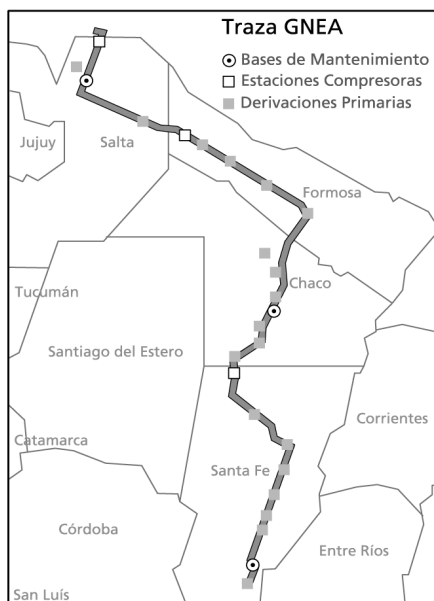 Traza GNEA
Bases de Mantenimiento
Estaciones Compresoras
Derivaciones Primarias
Jujuy
Salta
Formosa
Chaco
Tucumán
Santiago del Estero
Corrientes
Catamarca
Santa Fe
Córdoba
Entre Ríos
San Luís